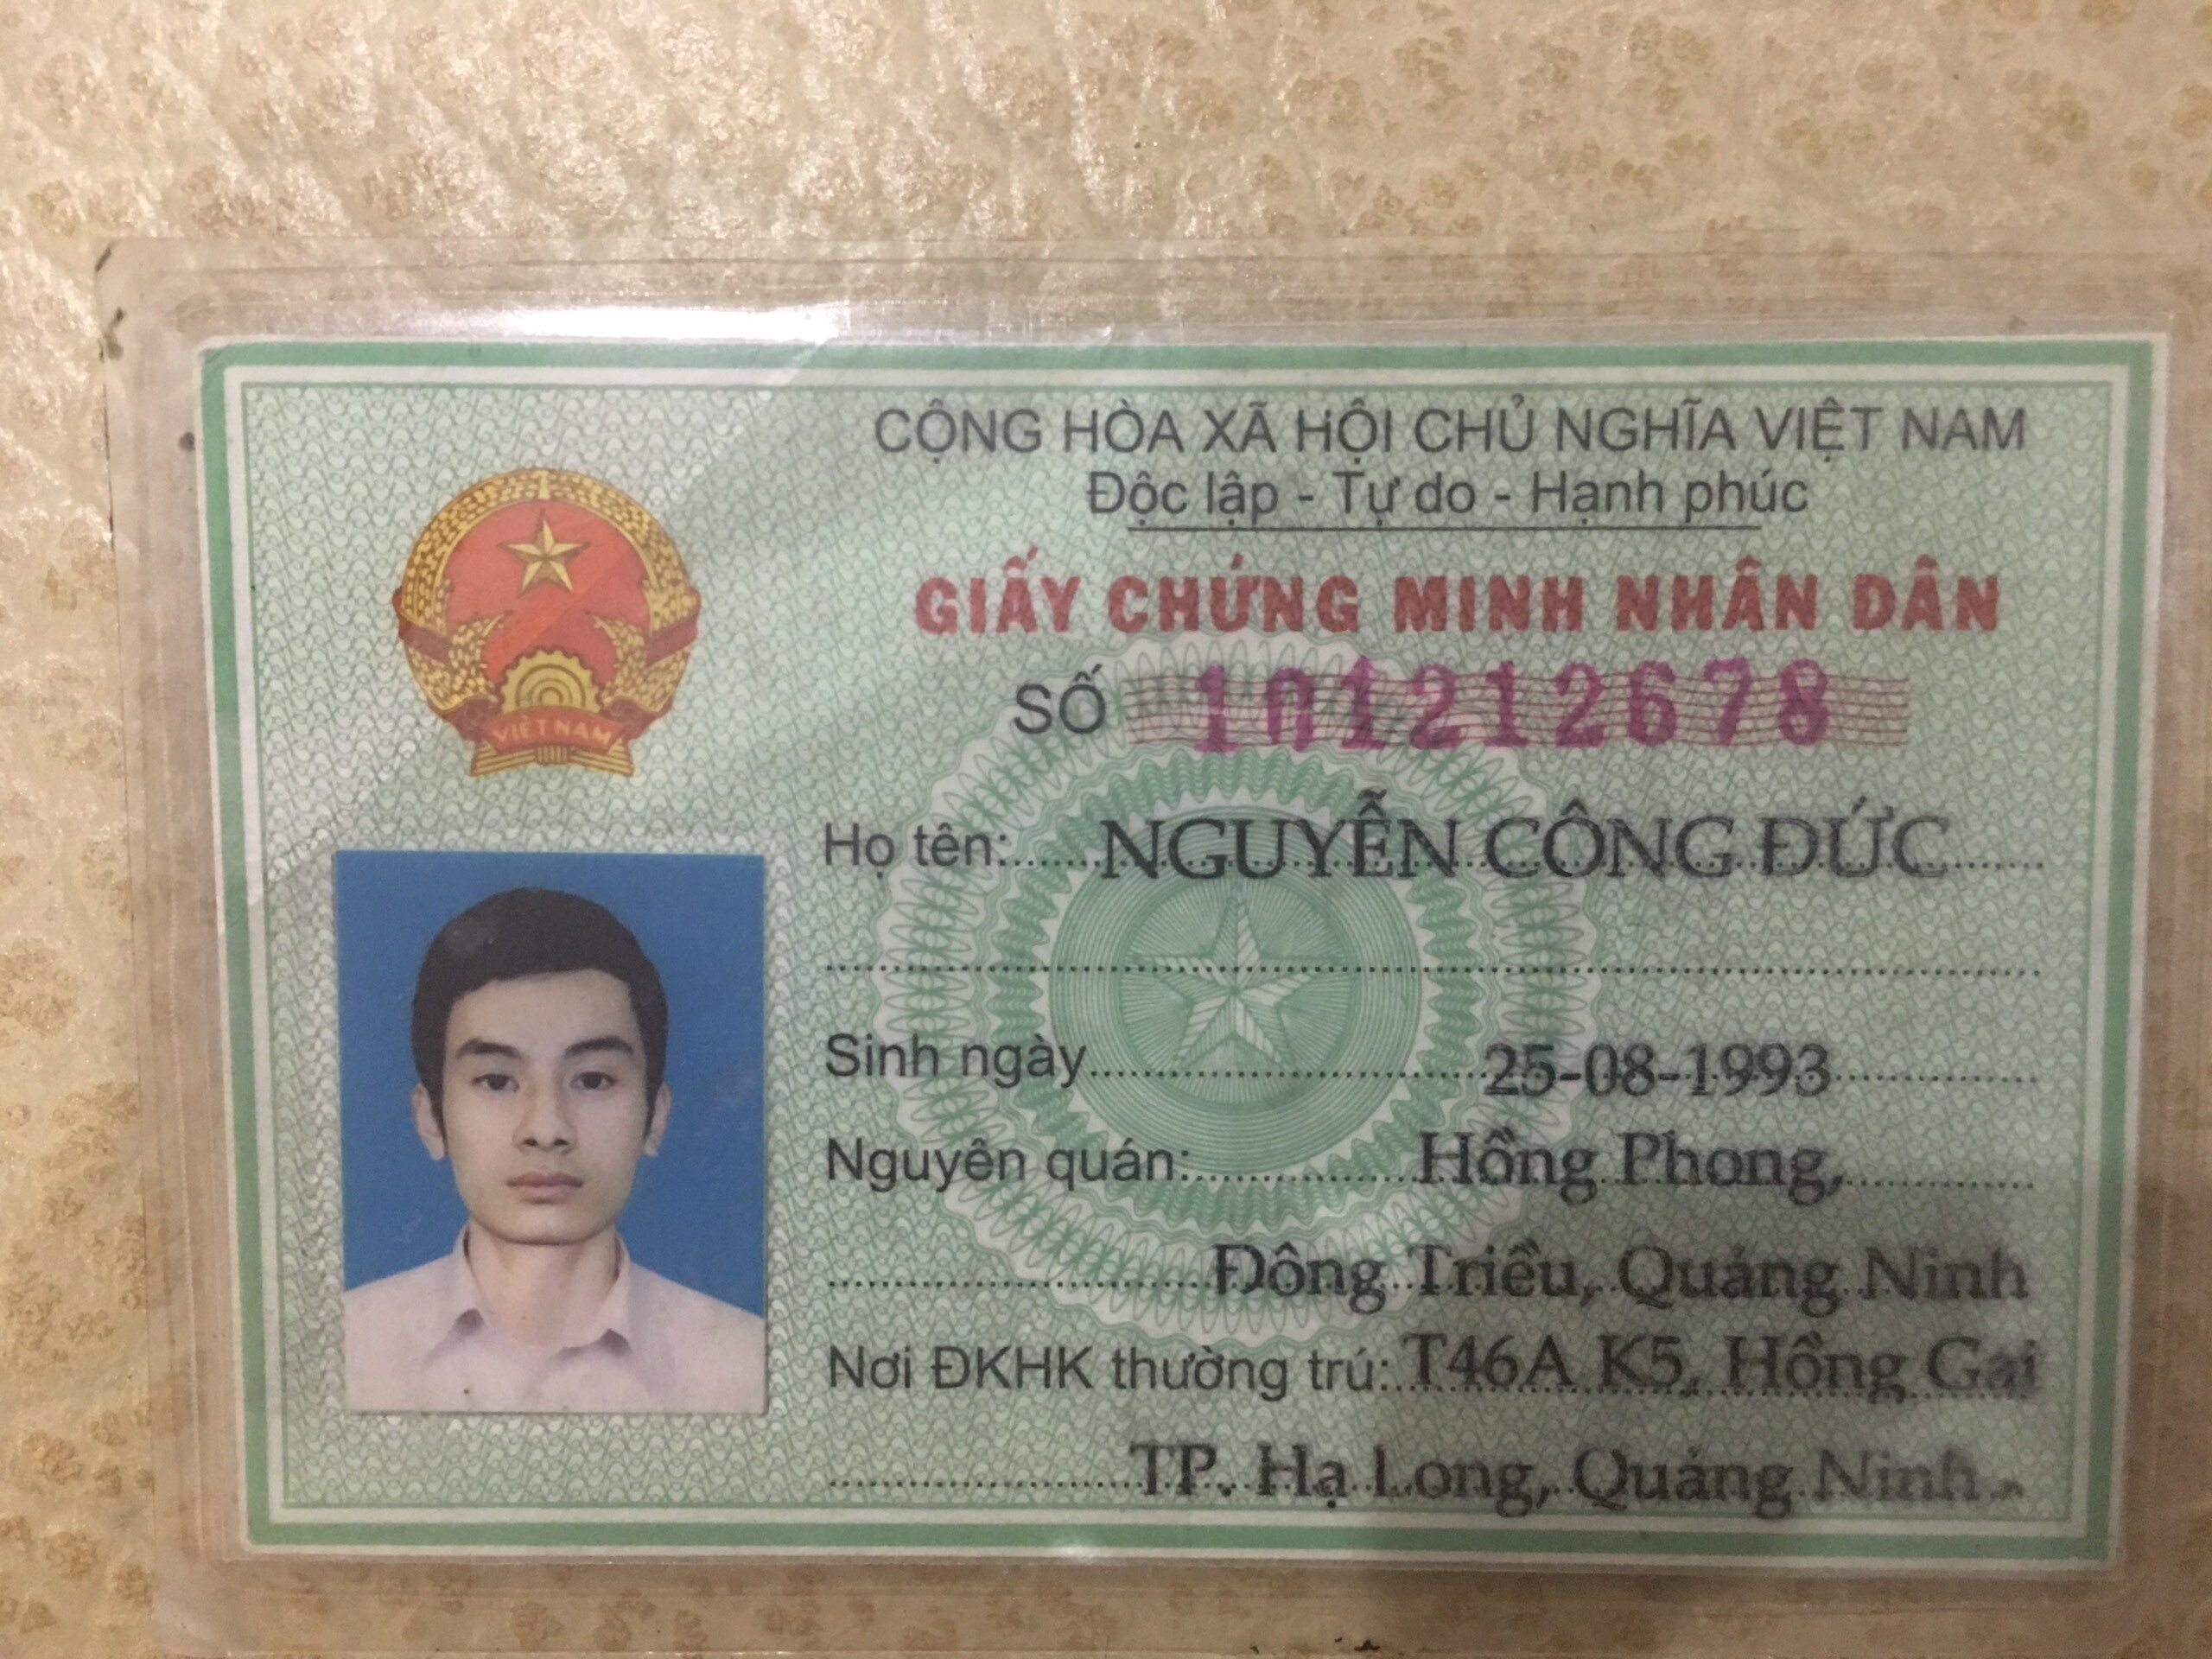 CỘNG HÒA XÃ HỘI CHỦ NGHĨA VIỆT NAM
Độc lập - Tự do - Hạnh phúc
GIẤY CHỨNG MINH NHÂN DÂN
SỐ 101212678
VIỆT NAM
Họ tên: NGUYỄN CÔNG ĐỨC
Sinh ngày 25-08-1993
Nguyên quán: Hồng Phong,
Đông Triều, Quảng Ninh
Nơi ĐKHK thường trú: T46A K5, Hồng Gai
TP. Hạ Long, Quảng Ninh